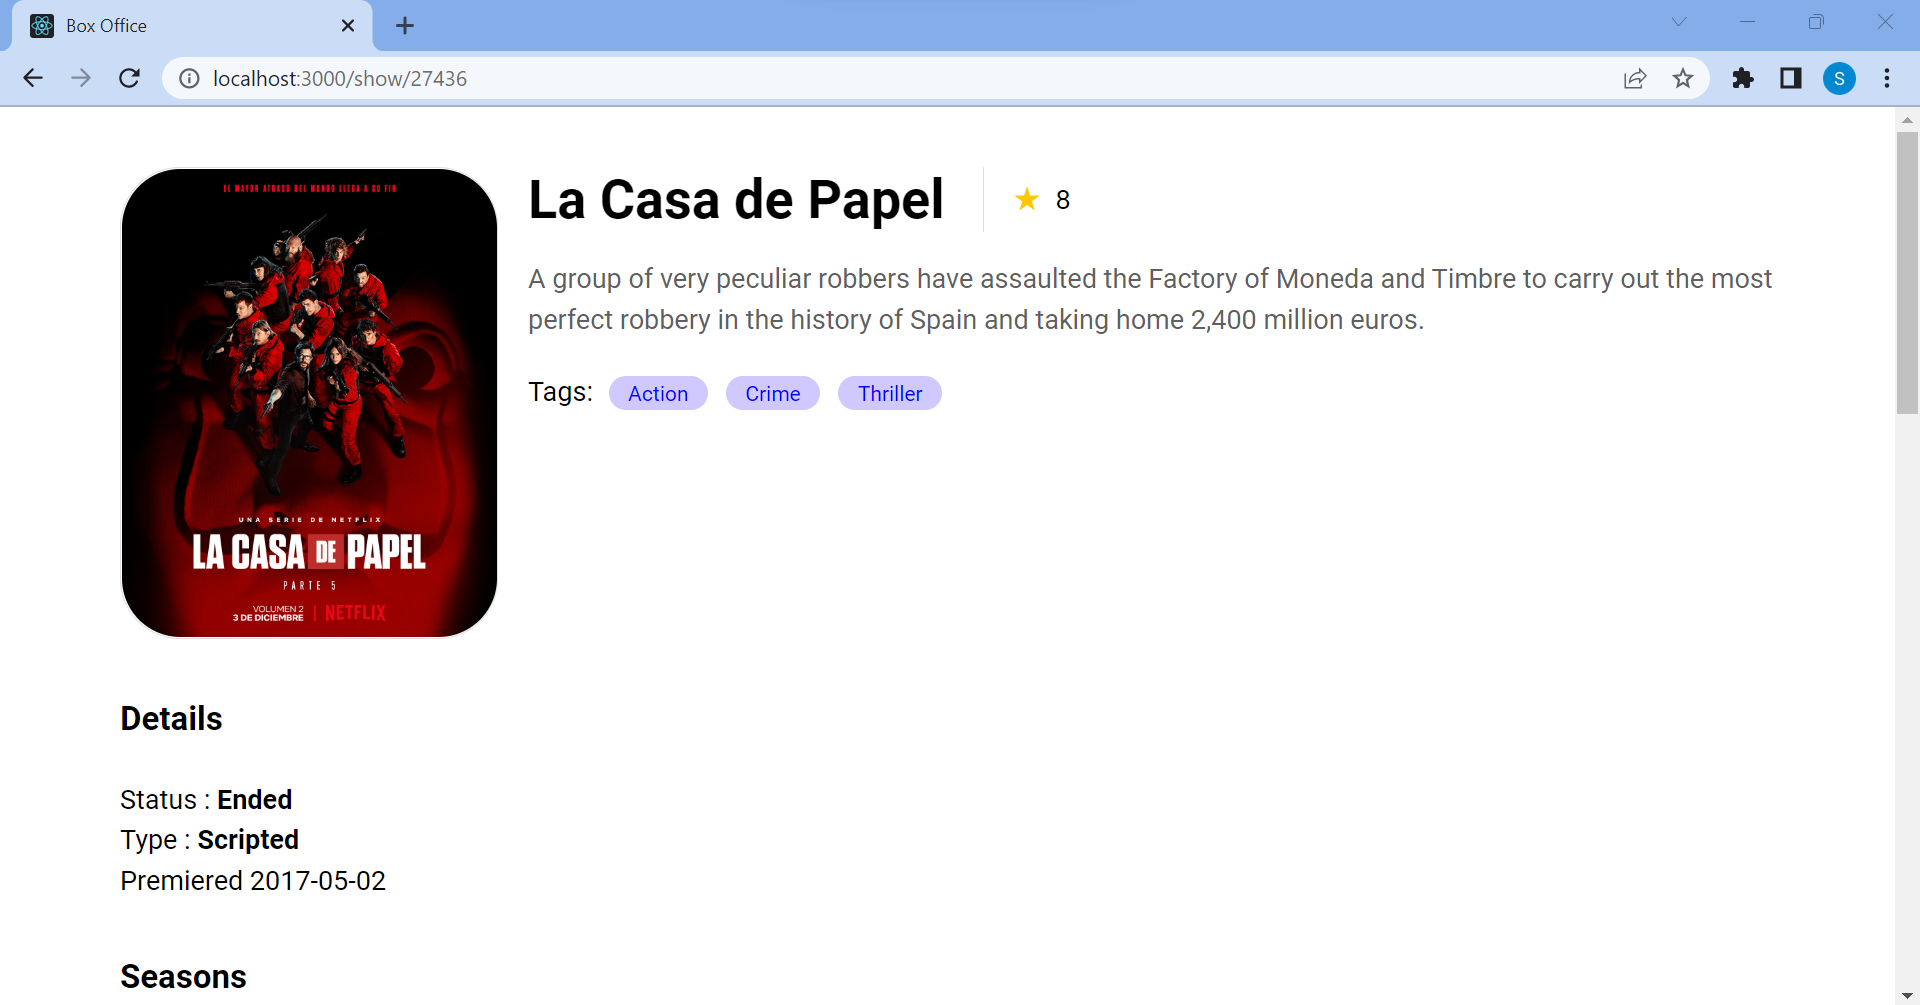 Box Office
localhost:3000/show/27436
S
EL MAYOR ATRACO DEL MUNDO LLEGA A SU FIN
La Casa de Papel
8
A group of very peculiar robbers have assaulted the Factory of Moneda and Timbre to carry out the most
perfect robbery in the history of Spain and taking home 2,400 million euros.
Tags: Action Crime Thriller
UNA SERIE DE NETFLIX
LA CASA DE PAPEL
PARTE 5
VOLUMEN 2
3 DE DICIEMBRE
NETFLIX
Details
Status : Ended
Type : Scripted
Premiered 2017-05-02
Seasons